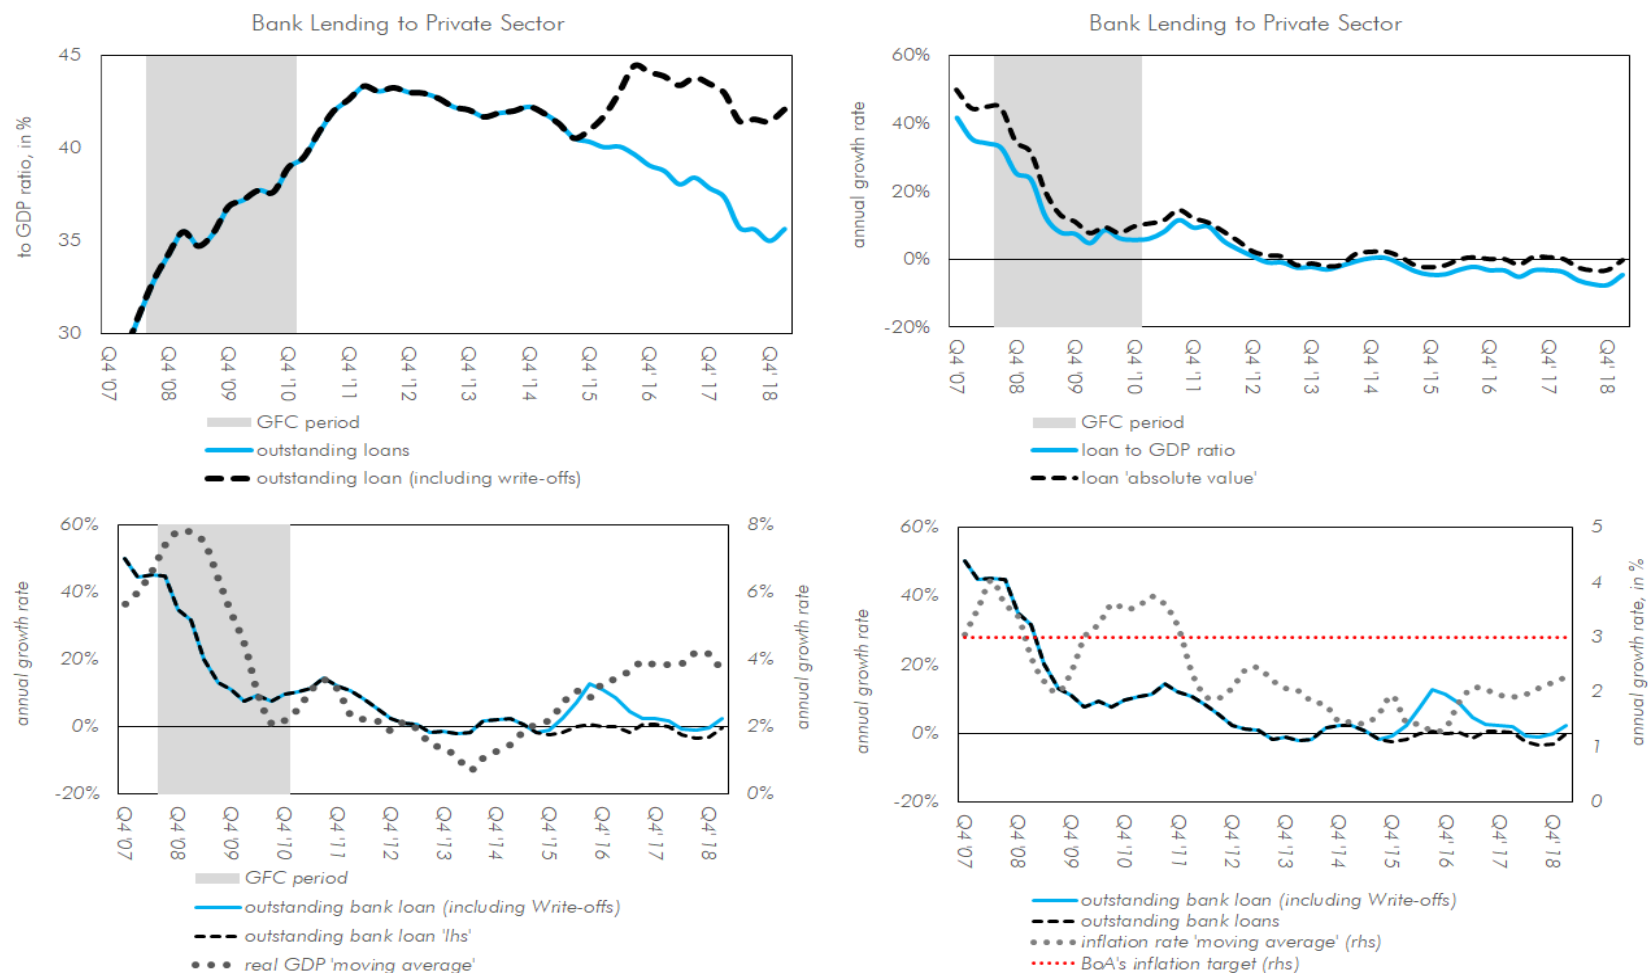 Bank Lending to Private Sector
45
40
35
30
to GDP ratio, in %
Q4 '07
Q4 '08
Q4 '09
Q4 '10
Q4 '11
Q4 '12
Q4 '13
Q4 '14
Q4 '15
Q4' 16
Q4' 17
Q4' 18
GFC period
outstanding loans
outstanding loan (including write-offs)
Bank Lending to Private Sector
60%
40%
20%
0%
-20%
annual growth rate
Q4 '07
Q4 '08
Q4 '09
Q4 '10
Q4 '11
Q4 '12
Q4 '13
Q4 '14
Q4 '15
Q4' 16
Q4' 17
Q4' 18
GFC period
loan to GDP ratio
loan 'absolute value'
60%
40%
20%
0%
-20%
annual growth rate
8%
6%
4%
2%
0%
annual growth rate
Q4 '07
Q4 '08
Q4 '09
Q4 '10
Q4 '11
Q4 '12
Q4 '13
Q4 '14
Q4 '15
Q4' 16
Q4' 17
Q4' 18
GFC period
outstanding bank loan (including Write-offs)
outstanding bank loan 'lhs'
real GDP 'moving average'
60%
40%
20%
0%
-20%
annual growth rate
5
4
3
2
1
0
annual growth rate, in %
Q4 '07
Q4 '08
Q4 '09
Q4 '10
Q4 '11
Q4 '12
Q4 '13
Q4 '14
Q4 '15
Q4' 16
Q4' 17
Q4' 18
outstanding bank loan (including Write-offs)
outstanding bank loans
inflation rate 'moving average' (rhs)
BoA's inflation target (rhs)